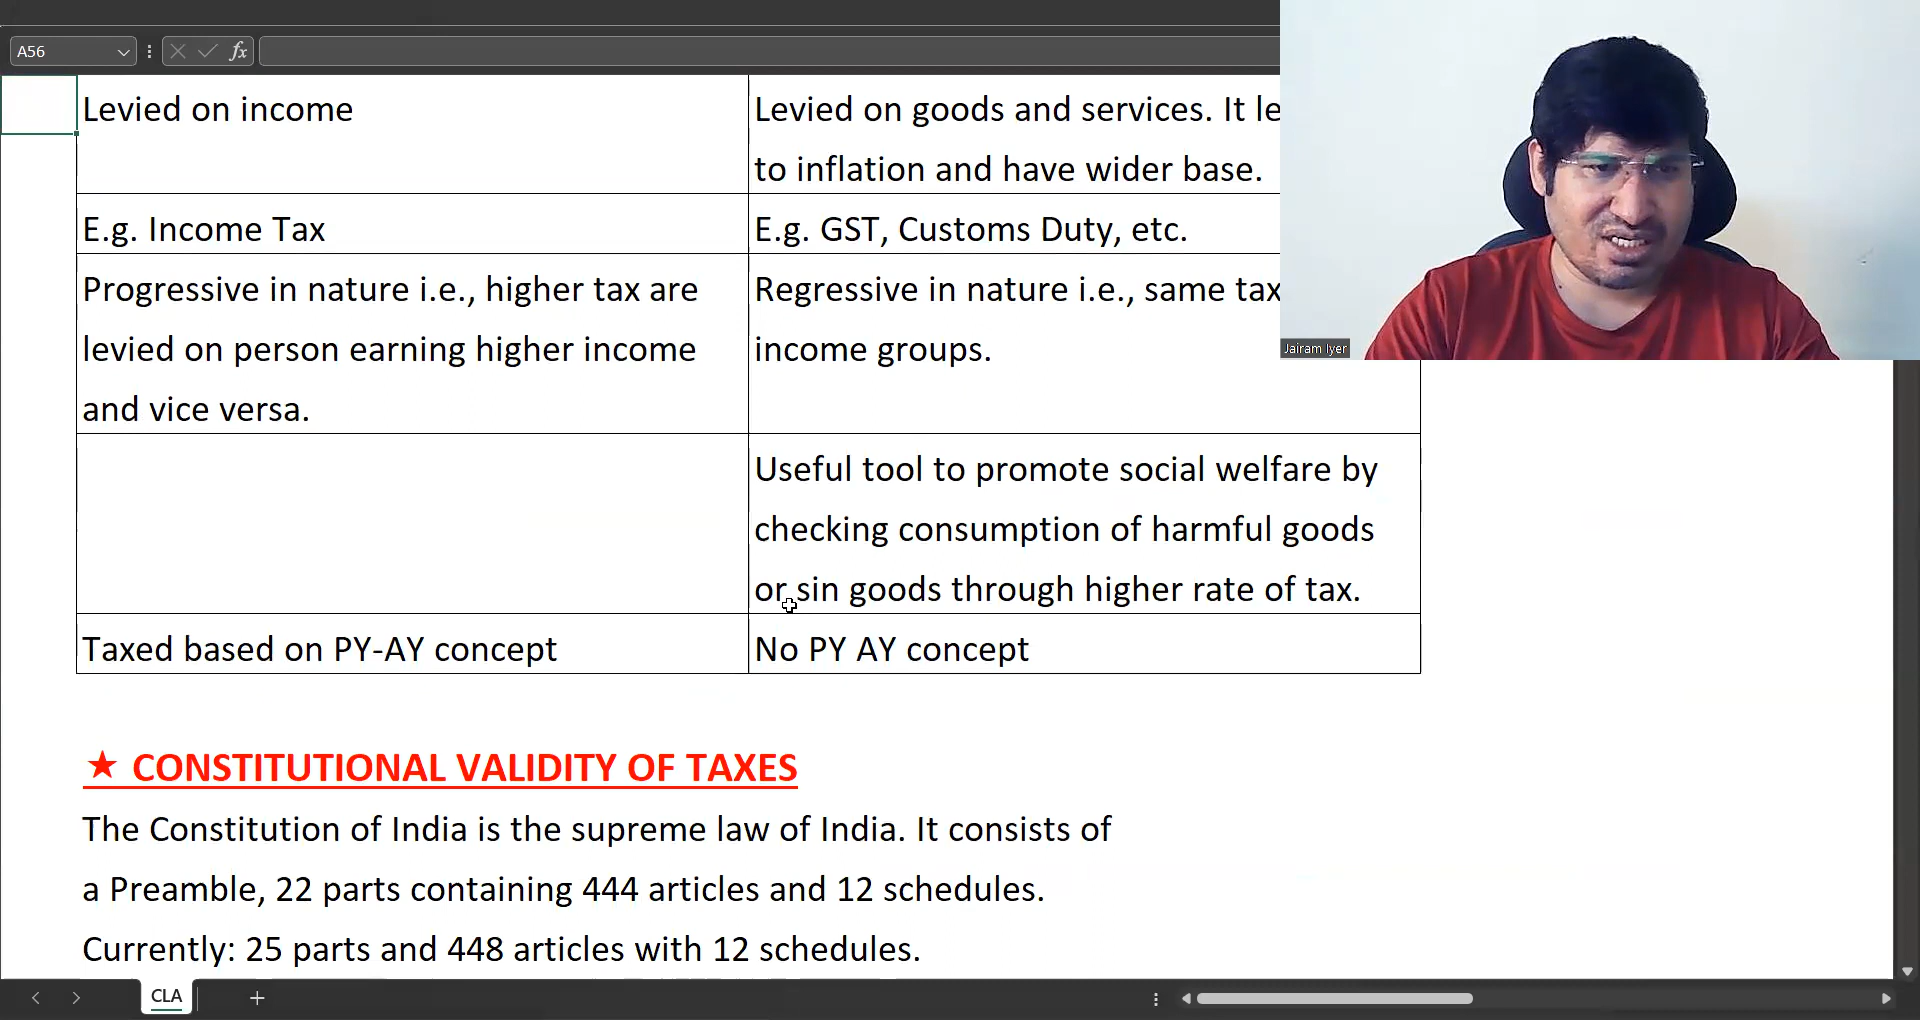 A56
fx
Levied on income
Levied on goods and services. It le
to inflation and have wider base.
E.g. Income Tax
E.g. GST, Customs Duty, etc.
Progressive in nature i.e., higher tax are
levied on person earning higher income
and vice versa.
Regressive in nature i.e., same tax
income groups.
Jairam Iyer
Useful tool to promote social welfare by
checking consumption of harmful goods
or sin goods through higher rate of tax.
Taxed based on PY-AY concept
No PY AY concept
★ CONSTITUTIONAL VALIDITY OF TAXES
The Constitution of India is the supreme law of India. It consists of
a Preamble, 22 parts containing 444 articles and 12 schedules.
Currently: 25 parts and 448 articles with 12 schedules.
CLA